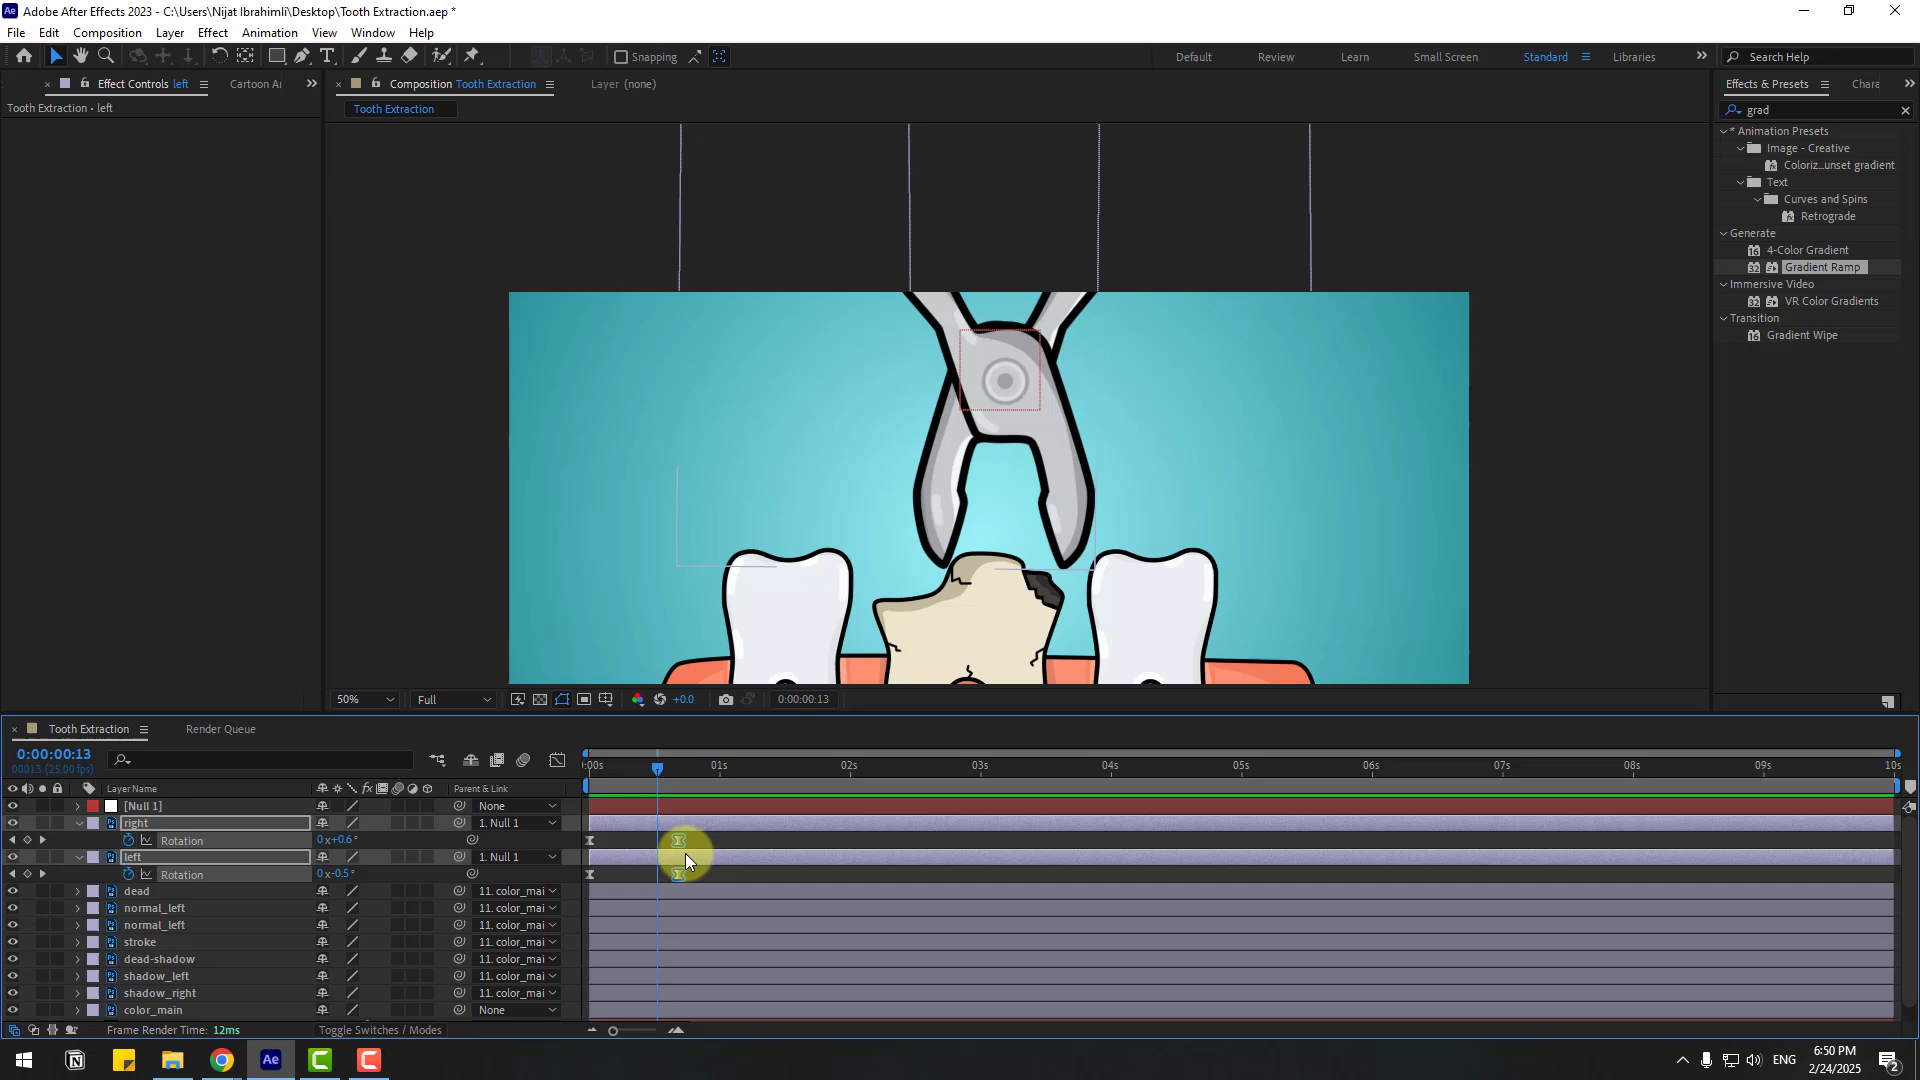 Adobe After Effects 2023 - C:\Users\Nijat Ibrahimli\Desktop\Tooth Extraction.aep *
File Edit Composition Layer Effect Animation View Window Help
Snapping Default Review Learn Small Screen Standard Libraries Search Help
Effect Controls left Cartoon Ar Composition Tooth Extraction Layer (none) Effects & Presets Chara
Tooth Extraction • left Tooth Extraction grad
* Animation Presets
Image - Creative
Coloriz...unset gradient
Text
Curves and Spins
Retrograde
Generate
4-Color Gradient
Gradient Ramp
Immersive Video
VR Color Gradients
Transition
Gradient Wipe
50% Full +0.0 0:00:00:13
Tooth Extraction Render Queue
0:00:00:13
00013 (25.00 fps)
:00s 01s 02s 03s 04s 05s 06s 07s 08s 09s 10s
Layer Name Parent & Link
[Null 1] None
right 1. Null 1
Rotation 0x+0.6°
left 1. Null 1
Rotation 0x-0.5°
dead 11. color_mai
normal_left 11. color_mai
normal_left 11. color_mai
stroke 11. color_mai
dead-shadow 11. color_mai
shadow_left 11. color_mai
shadow_right 11. color_mai
color_main None
Frame Render Time: 12ms Toggle Switches / Modes
ENG 6:50 PM
2/24/2025 2